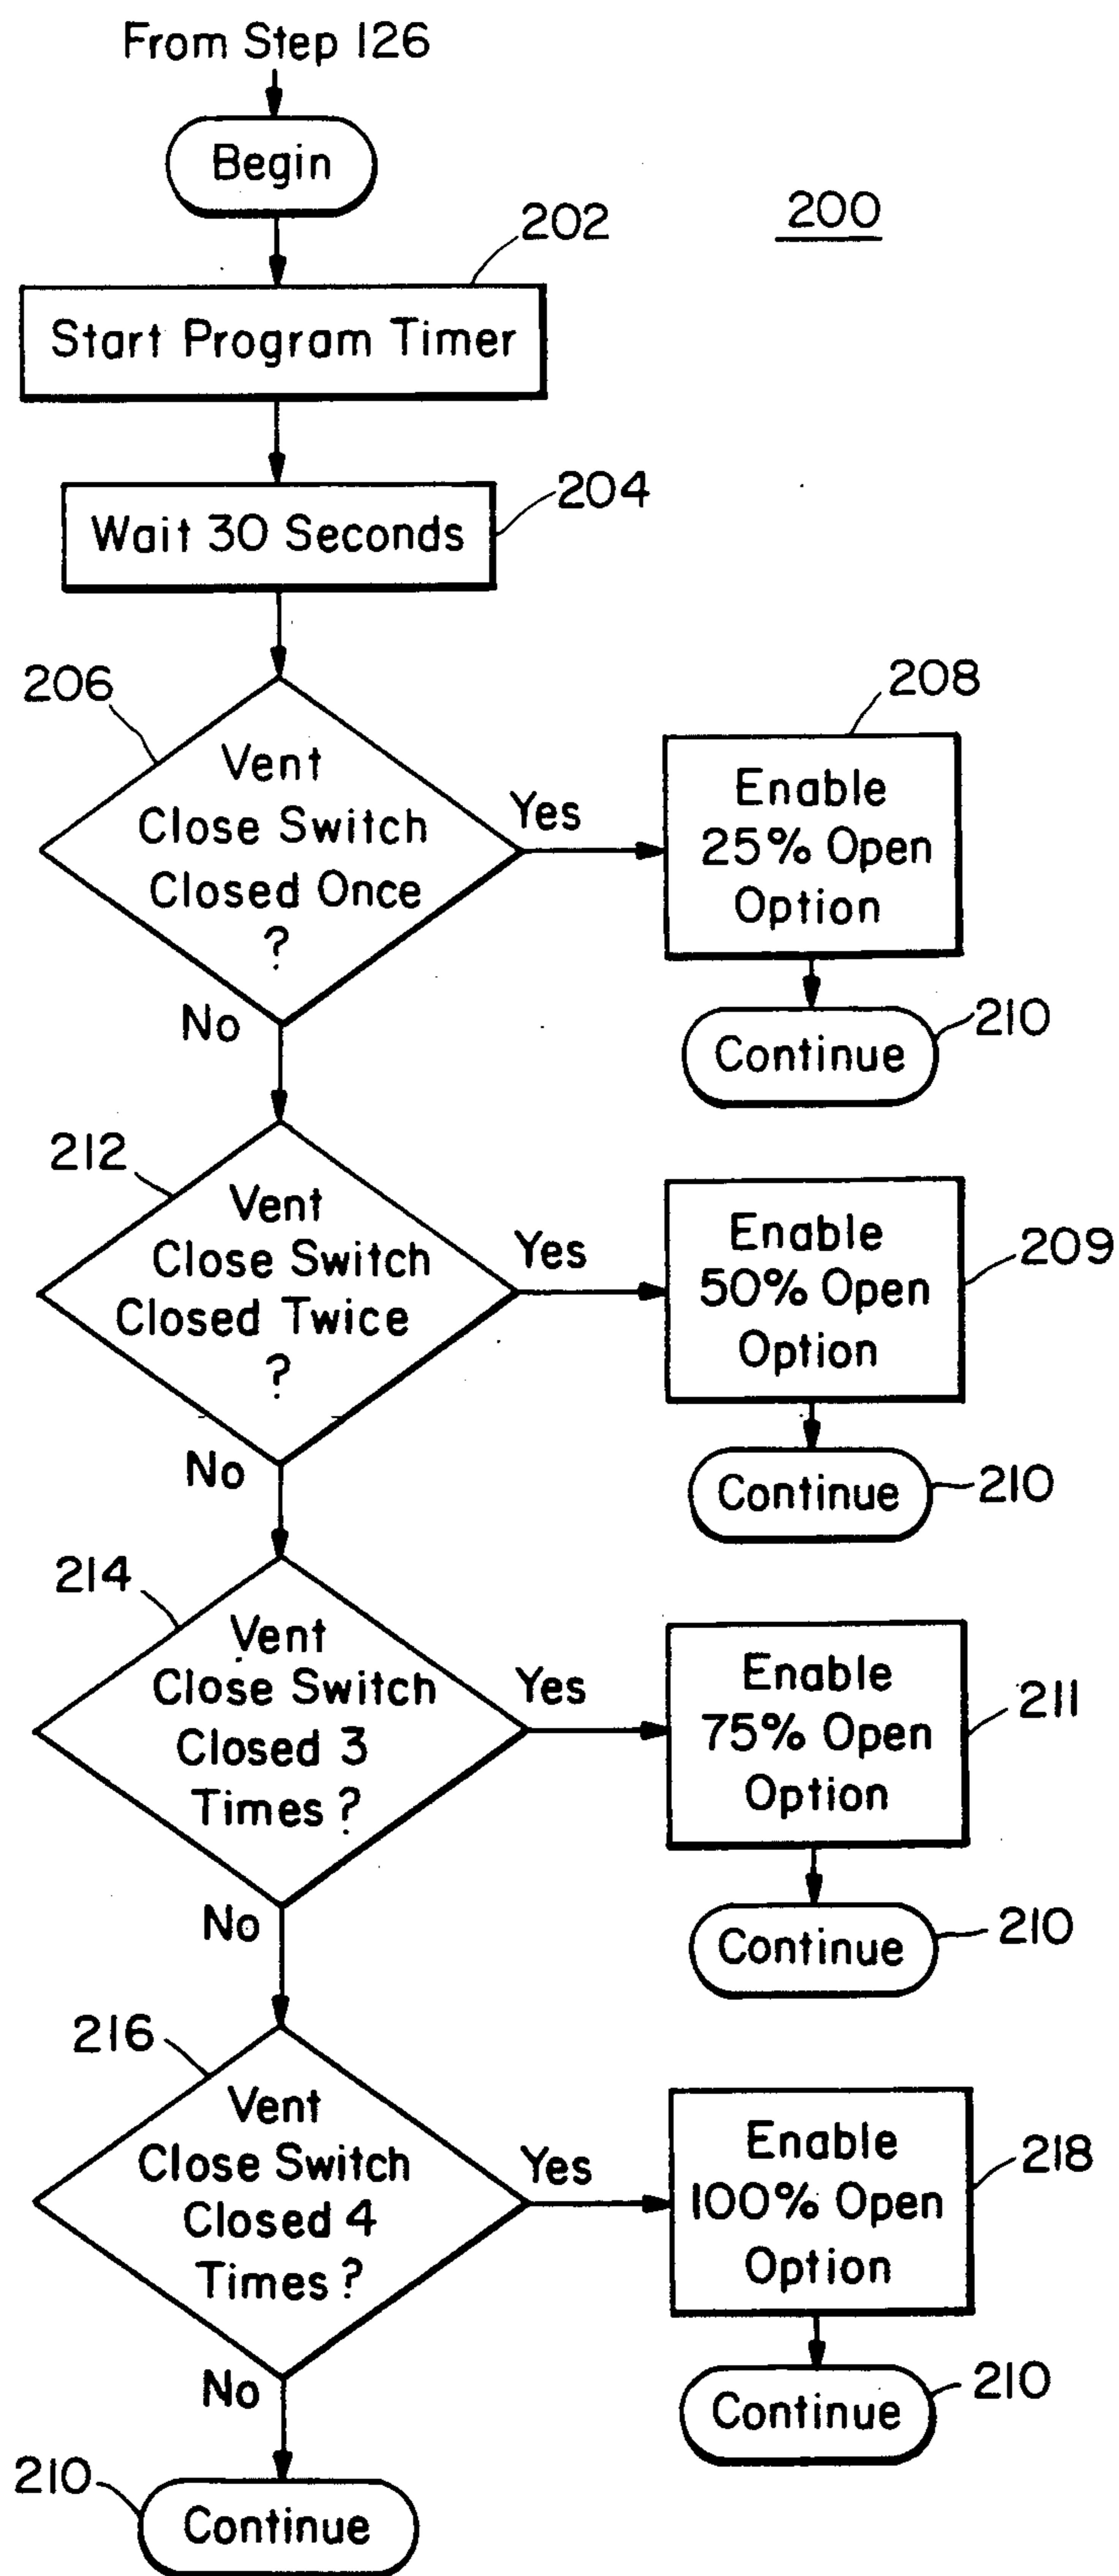 From Step 126
Begin
202
200
Start Program Timer
204
Wait 30 Seconds
206
208
Vent
Close Switch
Closed Once
?
Yes
Enable
25% Open
Option
No
210
Continue
212
Vent
Close Switch
Closed Twice
?
Yes
Enable
50% Open
Option
209
No
Continue
210
214
Vent
Close Switch
Closed 3
Times?
Yes
Enable
75% Open
Option
211
No
Continue
210
216
Vent
Close Switch
Closed 4
Times?
Yes
Enable
100% Open
Option
218
No
Continue
210
210
Continue